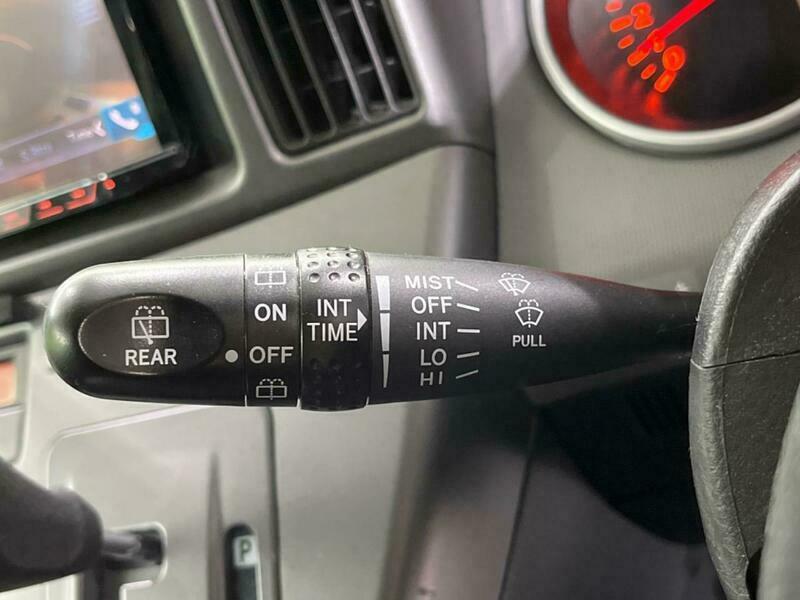 REAR
ON
OFF
INT
TIME
MIST
OFF
INT
LO
HI
PULL
P